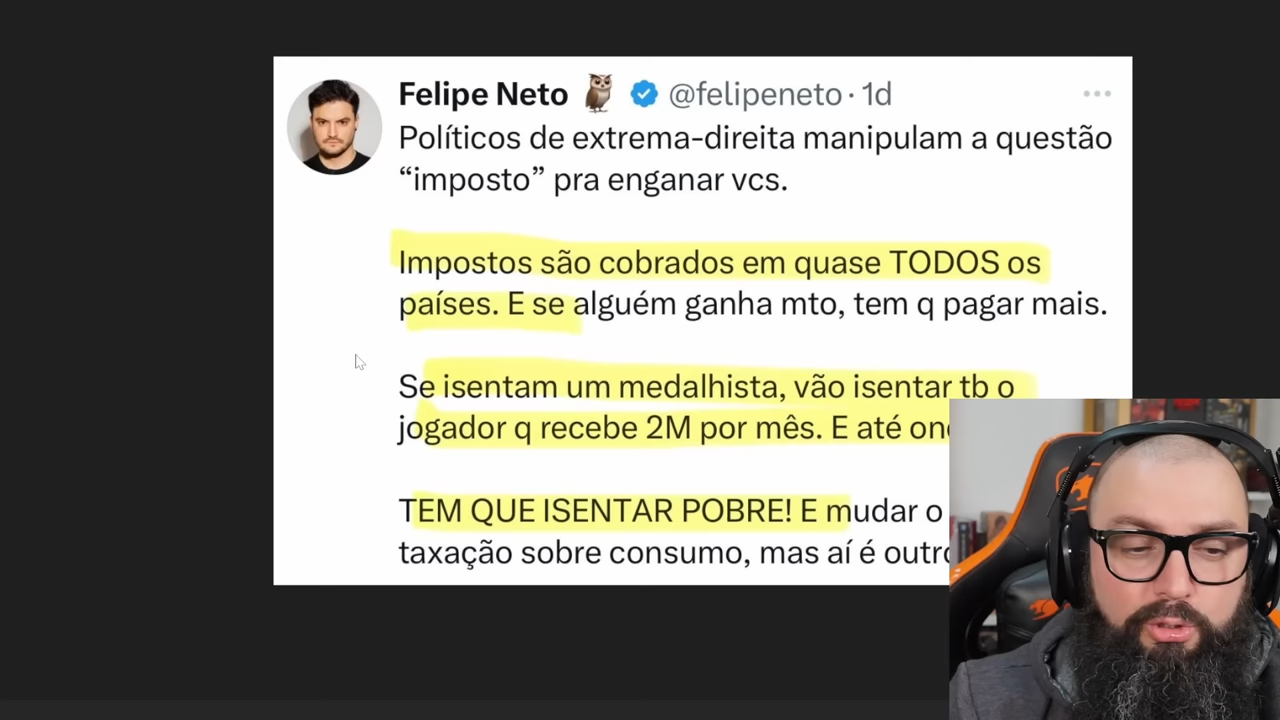 Felipe Neto @felipeneto · 1d
Políticos de extrema-direita manipulam a questão
“imposto” pra enganar vcs.
Impostos são cobrados em quase TODOS os
países. E se alguém ganha mto, tem q pagar mais.
Se isentam um medalhista, vão isentar tb o
jogador q recebe 2M por mês. E até
TEM QUE ISENTAR POBRE! E mudar o
taxação sobre consumo, mas aí é